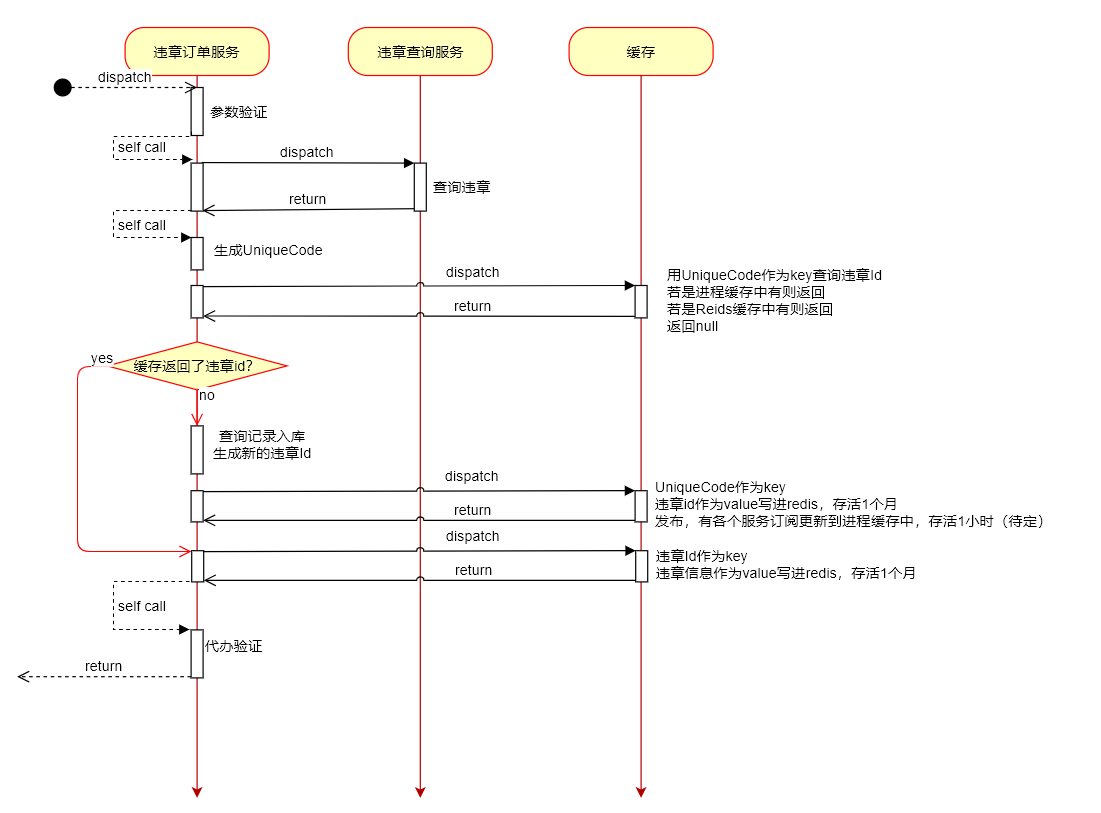 违章订单服务
违章查询服务
缓存
dispatch
参数验证
self call
dispatch
查询违章
return
self call
生成UniqueCode
dispatch
用UniqueCode作为key查询违章Id
若是进程缓存中有则返回
若是Reids缓存中有则返回
返回null
return
yes
缓存返回了违章id?
no
查询记录入库
生成新的违章Id
dispatch
UniqueCode作为key
违章id作为value写进redis，存活1个月
发布，有各个服务订阅更新到进程缓存中，存活1小时（待定）
return
dispatch
违章Id作为key
违章信息作为value写进redis，存活1个月
return
self call
代办验证
return